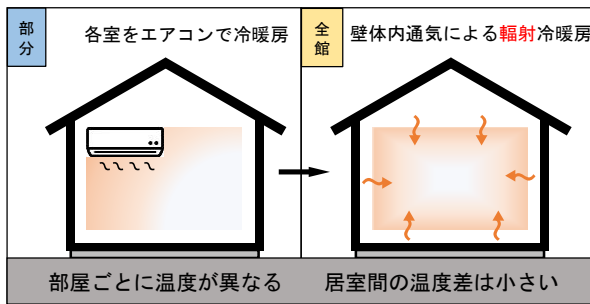 部分
各室をエアコンで冷暖房
全館
壁体内通気による輻射冷暖房
部屋ごとに温度が異なる
居室間の温度差は小さい